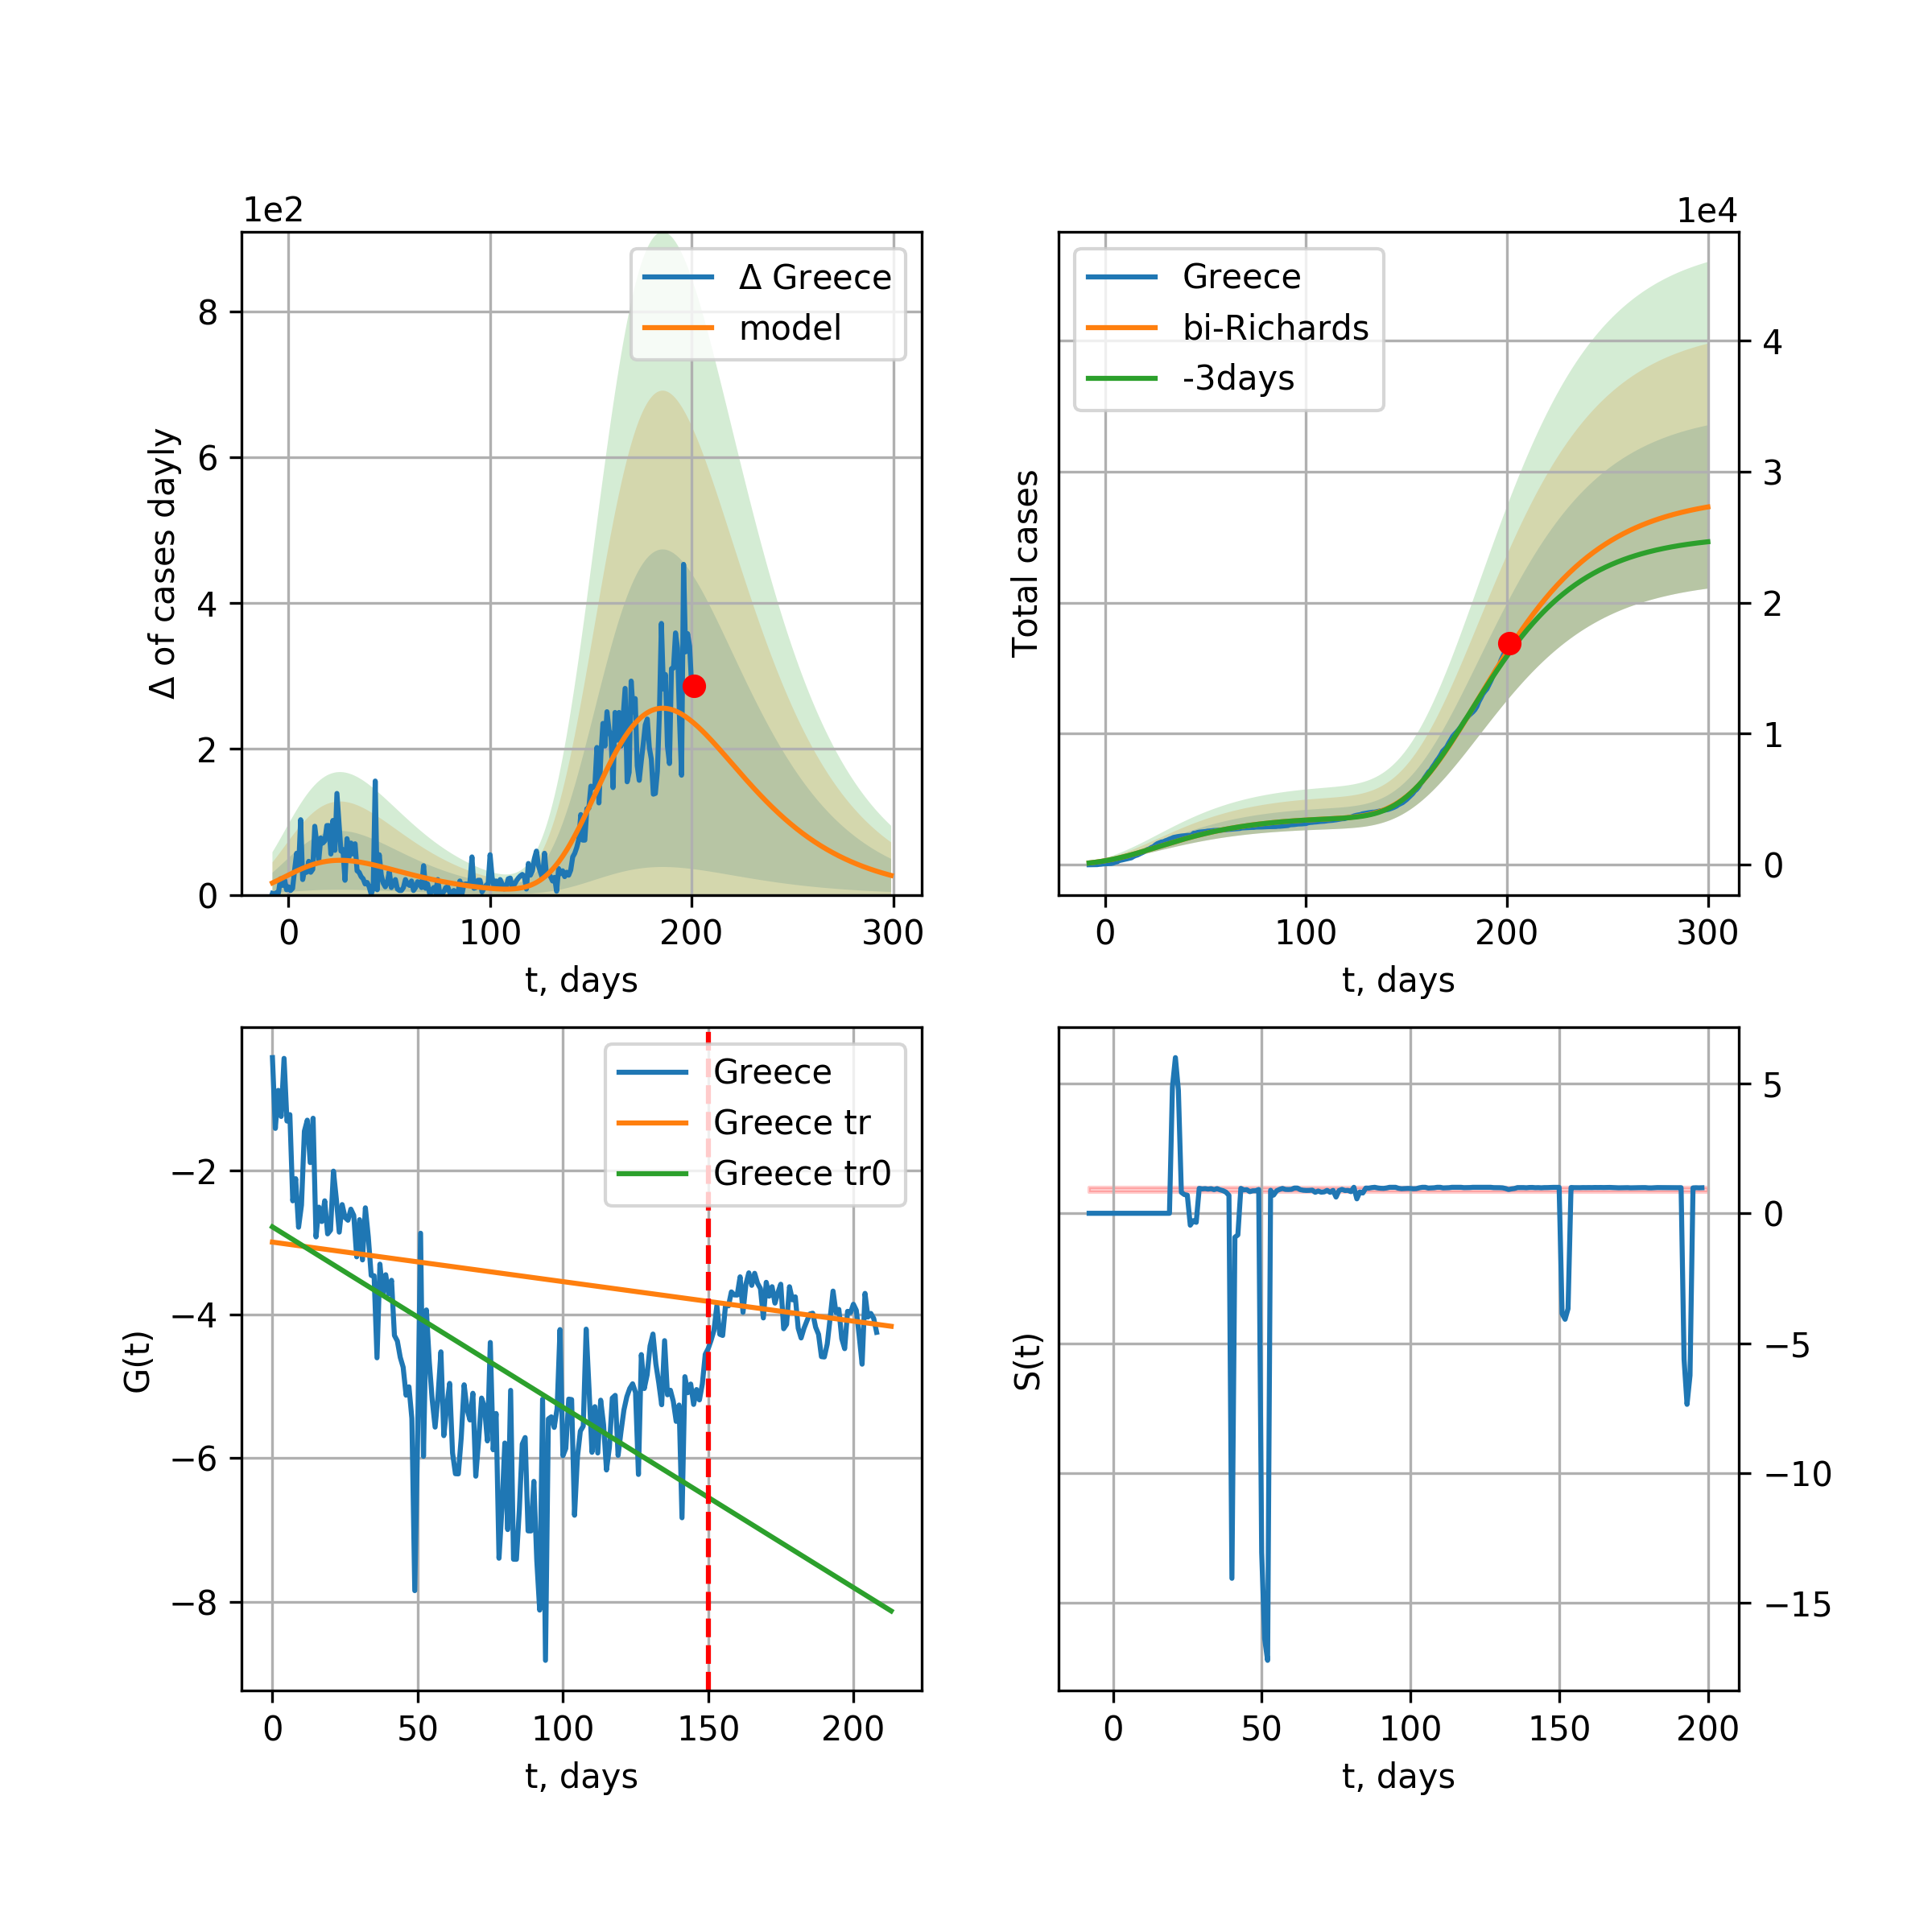 1e2
Δ of cases dayly
8
6
4
2
0
0 100 200 300
t, days
Δ Greece
model
1e4
Total cases
4
3
2
1
0
0 100 200 300
t, days
Greece
bi-Richards
-3days
G(t)
−2
−4
−6
−8
0 50 100 150 200
t, days
Greece
Greece tr
Greece tr0
S(t)
5
0
−5
−10
−15
0 50 100 150 200
t, days